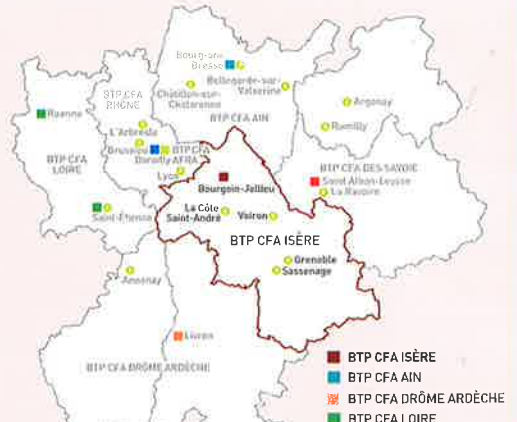 Bourg-en-
Bresse
Bellegarde-sur-
Valserine
Châtillon-sur-
Chalaronne
BTP CFA AIN
BTP CFA
RHÔNE
Roanne
L'Arbresle
BTP CFA
LOIRE
BTP CFA
Dardilly AFRA
Lyon
Argonay
Rumilly
BTP CFA DES SAVOIE
Saint Alban-Leysse
La Ravoire
Bourgoin-Jallieu
La Côte
Saint-André
Voiron
Saint-Étienne
BTP CFA ISÈRE
Grenoble
Sassenage
Annonay
Livron
BTP CFA DRÔME ARDÈCHE
BTP CFA ISÈRE
BTP CFA AIN
BTP CFA DRÔME ARDÈCHE
BTP CFA LOIRE